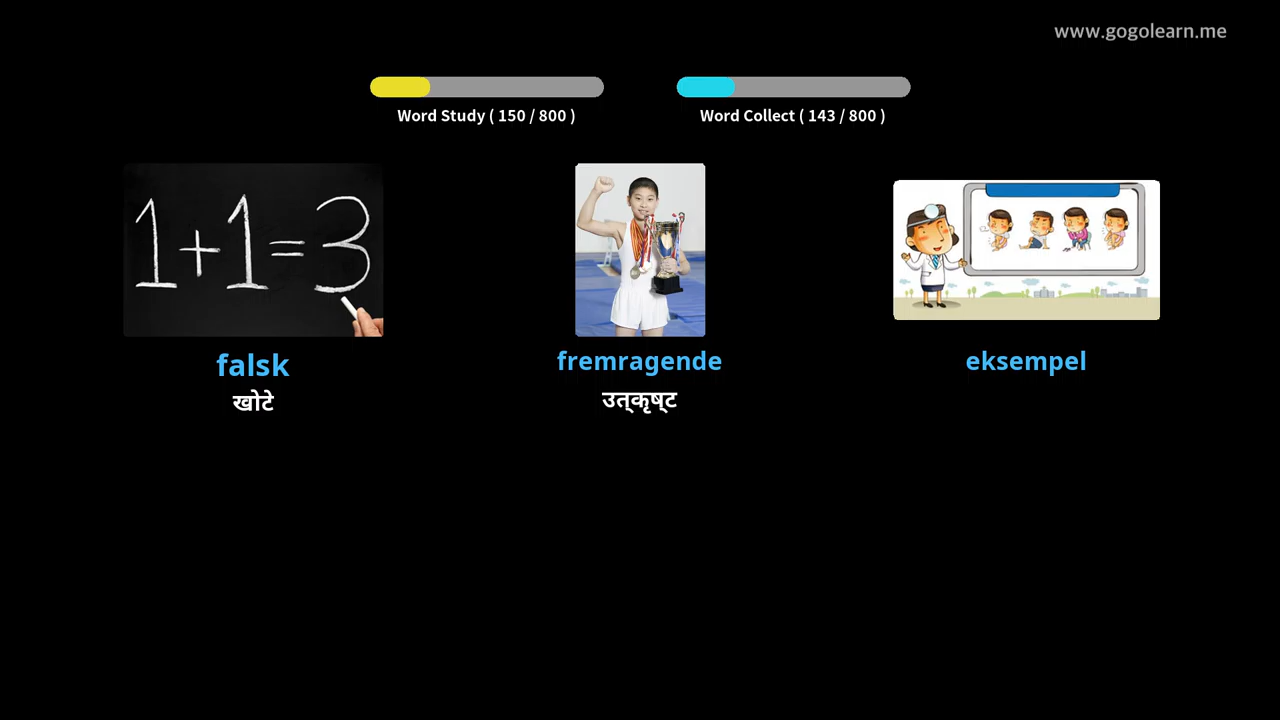 www.gogolearn.me
Word Study ( 150 / 800 )
Word Collect ( 143 / 800 )
1+1=3
falsk
fremragende
eksempel
खोटे
उत्कृष्ट